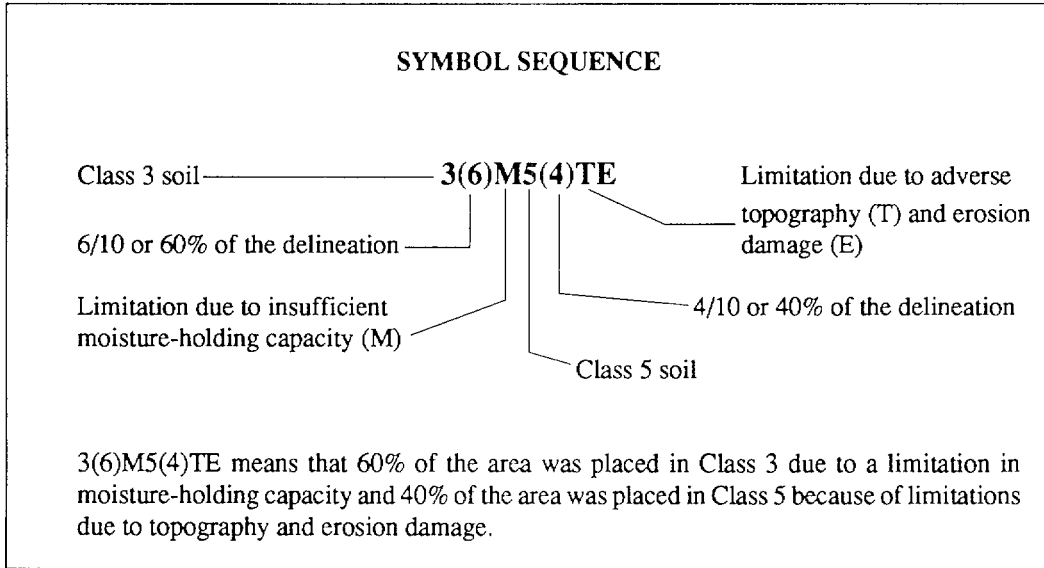 SYMBOL SEQUENCE
Class 3 soil
3(6)M5(4)TE
Limitation due to adverse
topography (T) and erosion
damage (E)
6/10 or 60% of the delineation
Limitation due to insufficient
moisture-holding capacity (M)
4/10 or 40% of the delineation
Class 5 soil
3(6)M5(4)TE means that 60% of the area was placed in Class 3 due to a limitation in
moisture-holding capacity and 40% of the area was placed in Class 5 because of limitations
due to topography and erosion damage.